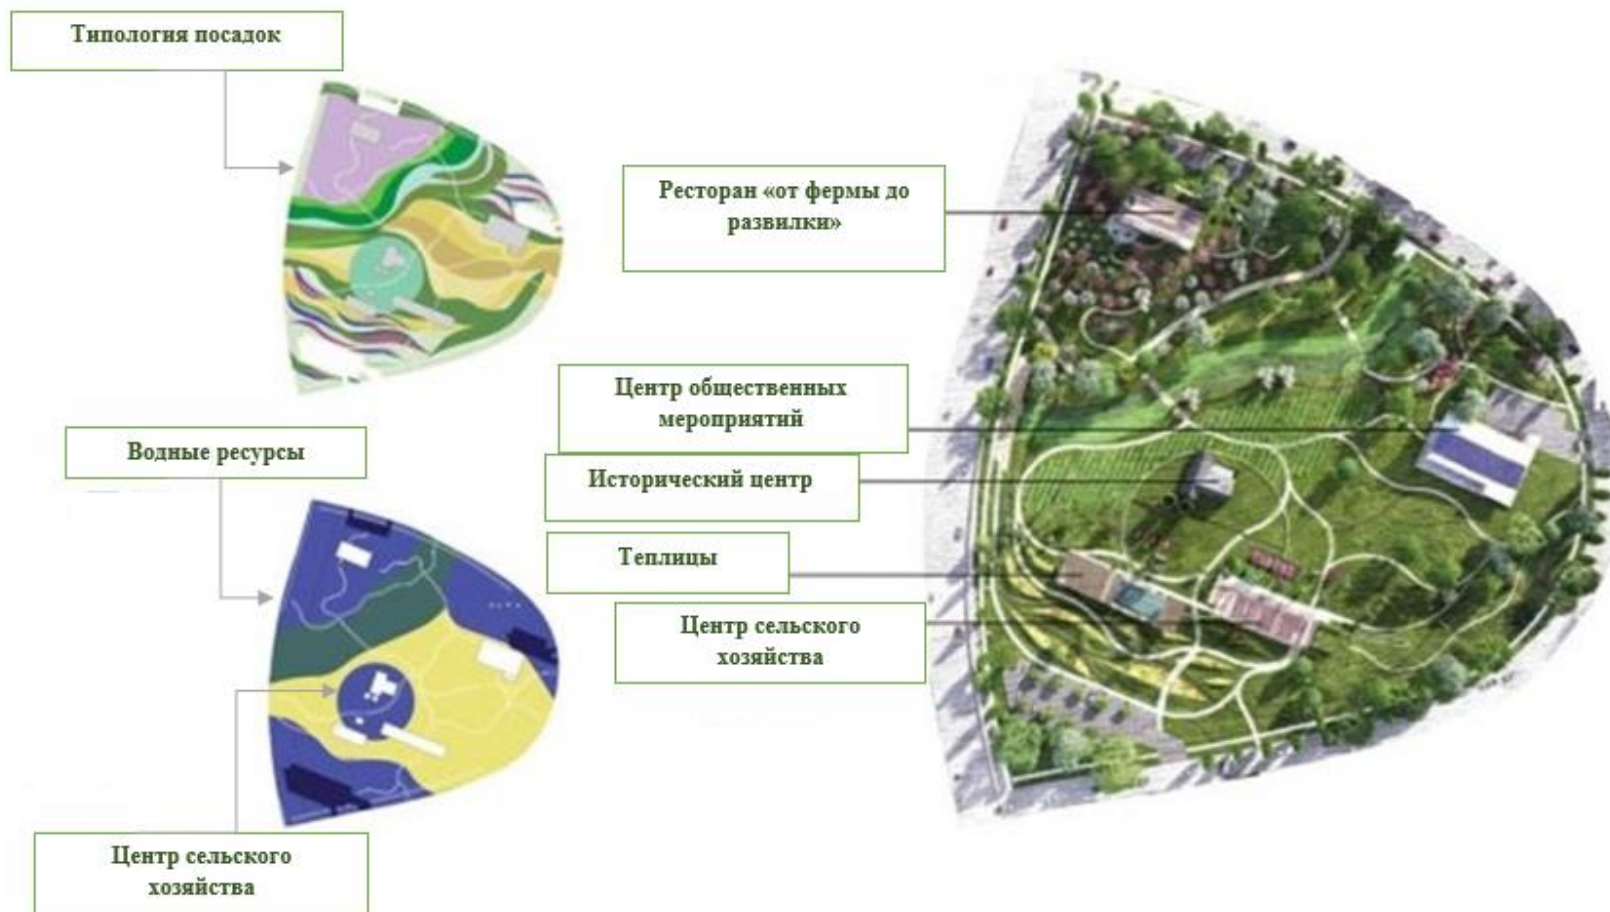 Типология посадок
Ресторан «от фермы до
развилки»
Центр общественных
мероприятий
Водные ресурсы
Исторический центр
Теплицы
Центр сельского
хозяйства
Центр сельского
хозяйства